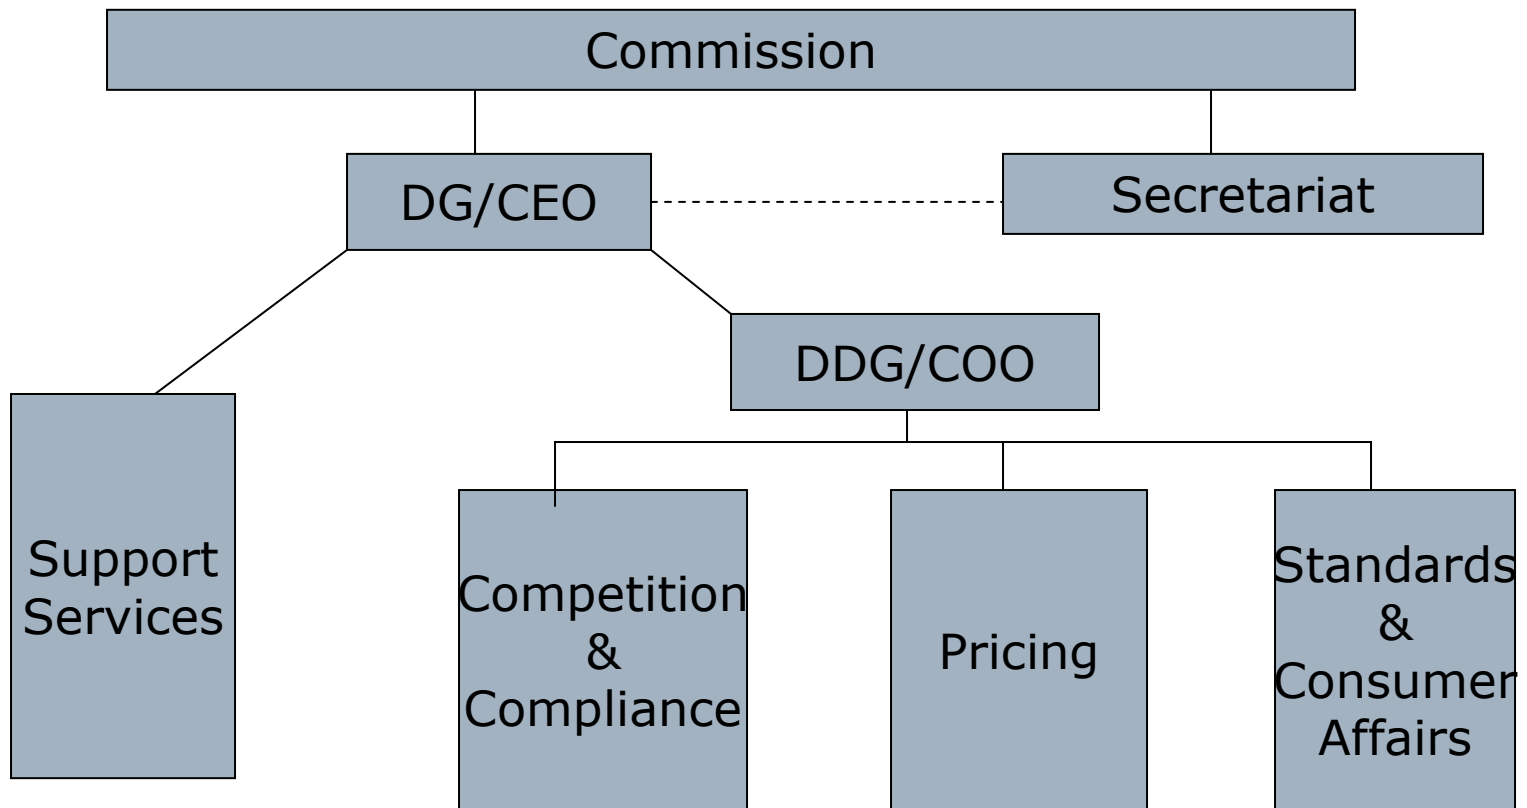 Commission
DG/CEO
Secretariat
DDG/COO
Support
Services
Competition
&
Compliance
Pricing
Standards
&
Consumer
Affairs